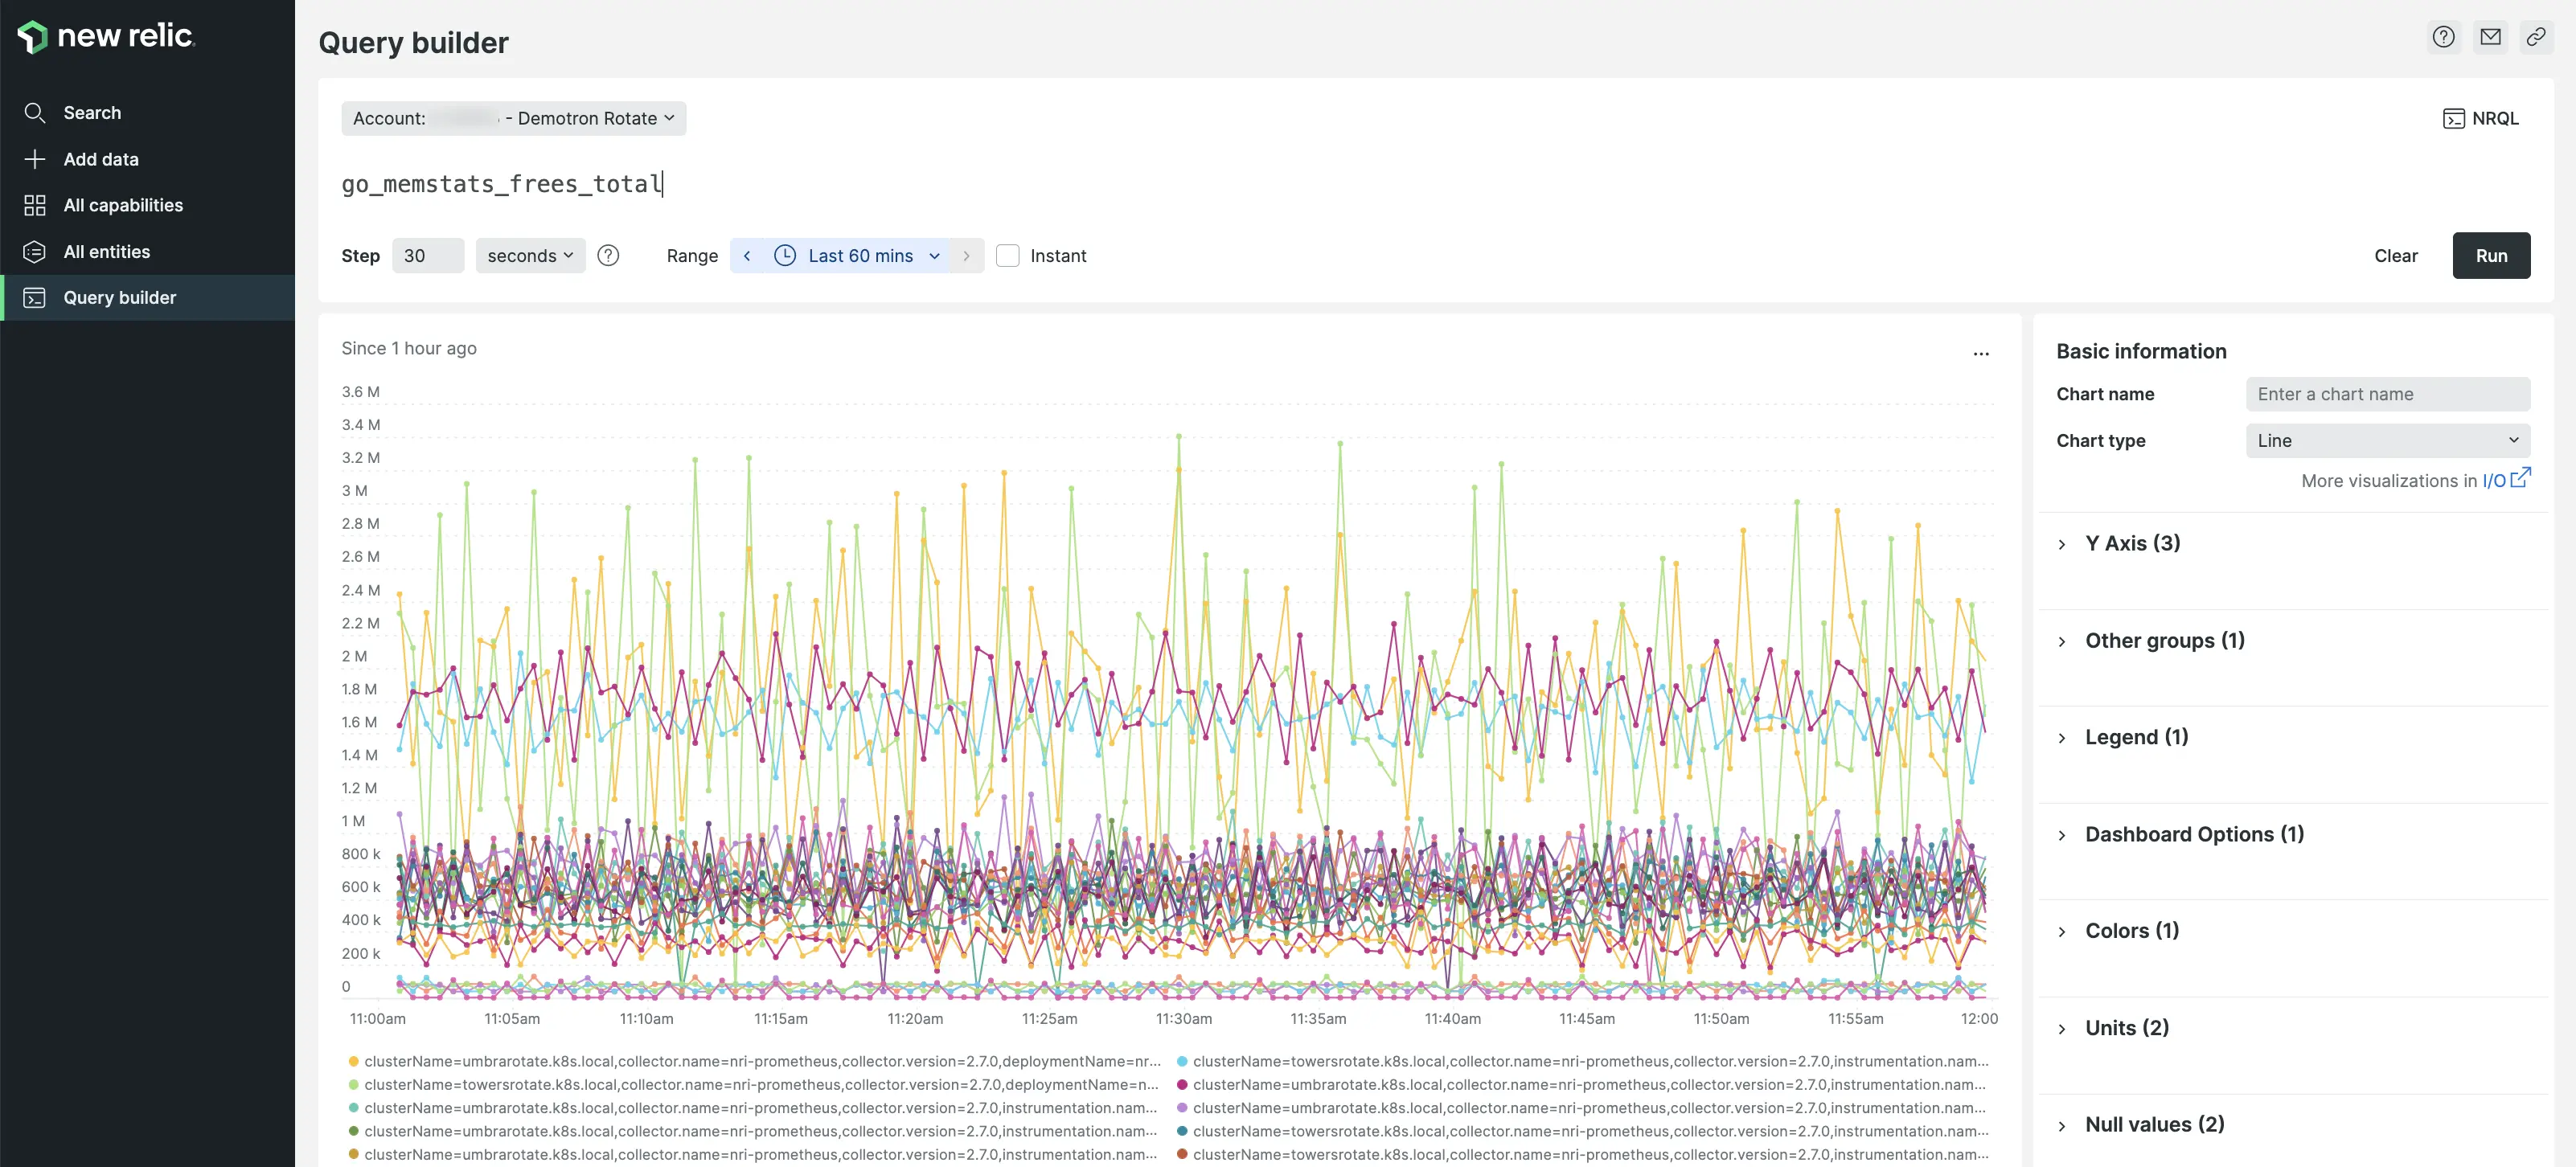 new relic.
Search
Add data
All capabilities
All entities
Query builder
Query builder
Account: - Demotron Rotate
NRQL
go_memstats_frees_total
Step 30 seconds Range Last 60 mins Instant Clear Run
Since 1 hour ago
3.6 M
3.4 M
3.2 M
3 M
2.8 M
2.6 M
2.4 M
2.2 M
2 M
1.8 M
1.6 M
1.4 M
1.2 M
1 M
800 k
600 k
400 k
200 k
0
11:00am 11:05am 11:10am 11:15am 11:20am 11:25am 11:30am 11:35am 11:40am 11:45am 11:50am 11:55am 12:00
clusterName=umbrarotate.k8s.local,collector.name=nri-prometheus,collector.version=2.7.0,deploymentName=nr...
clusterName=towersrotate.k8s.local,collector.name=nri-prometheus,collector.version=2.7.0,instrumentation.nam...
clusterName=towersrotate.k8s.local,collector.name=nri-prometheus,collector.version=2.7.0,deploymentName=n...
clusterName=umbrarotate.k8s.local,collector.name=nri-prometheus,collector.version=2.7.0,instrumentation.nam...
clusterName=umbrarotate.k8s.local,collector.name=nri-prometheus,collector.version=2.7.0,instrumentation.nam...
clusterName=umbrarotate.k8s.local,collector.name=nri-prometheus,collector.version=2.7.0,instrumentation.nam...
clusterName=umbrarotate.k8s.local,collector.name=nri-prometheus,collector.version=2.7.0,instrumentation.nam...
clusterName=towersrotate.k8s.local,collector.name=nri-prometheus,collector.version=2.7.0,instrumentation.nam...
clusterName=umbrarotate.k8s.local,collector.name=nri-prometheus,collector.version=2.7.0,instrumentation.nam...
clusterName=towersrotate.k8s.local,collector.name=nri-prometheus,collector.version=2.7.0,instrumentation.nam...
Basic information
Chart name Enter a chart name
Chart type Line
More visualizations in I/O
Y Axis (3)
Other groups (1)
Legend (1)
Dashboard Options (1)
Colors (1)
Units (2)
Null values (2)